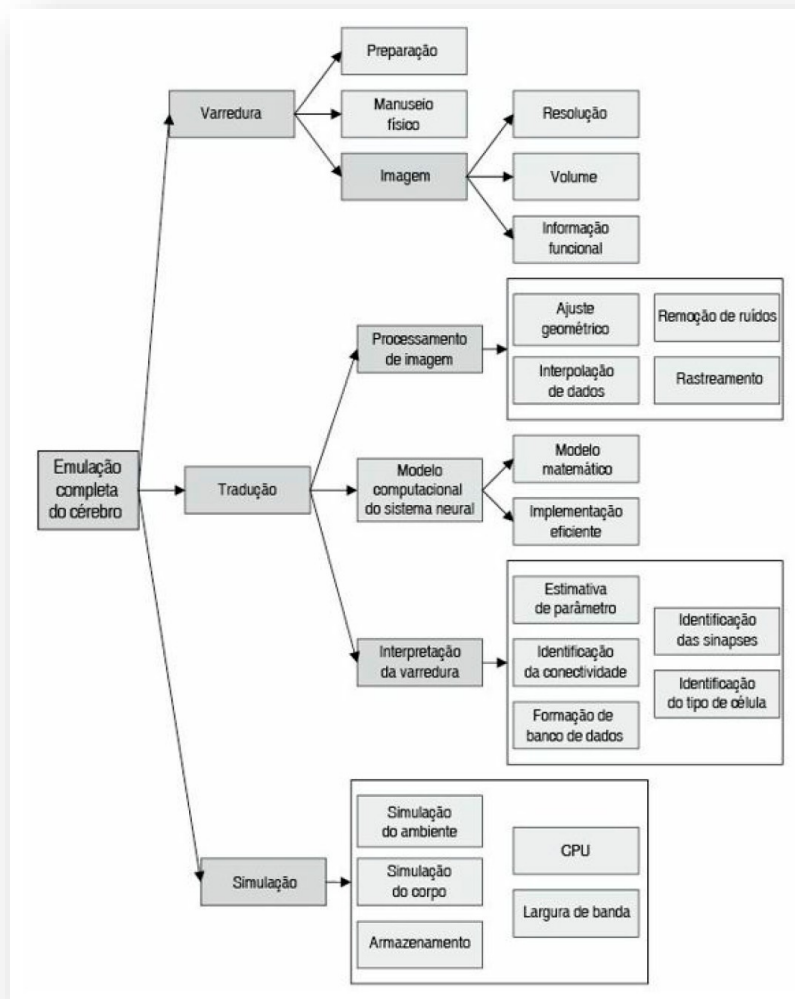 Preparação
Varredura
Manuseio
físico
Imagem
Resolução
Volume
Informação
funcional
Emulação
completa
do cérebro
Tradução
Processamento
de imagem
Ajuste
geométrico
Remoção de ruídos
Interpolação
de dados
Rastreamento
Modelo
computacional
do sistema neural
Modelo
matemático
Implementação
eficiente
Interpretação
da varredura
Estimativa
de parâmetro
Identificação
das sinapses
Identificação
da conectividade
Identificação
do tipo de célula
Formação de
banco de dados
Simulação
Simulação
do ambiente
CPU
Simulação
do corpo
Largura de banda
Armazenamento